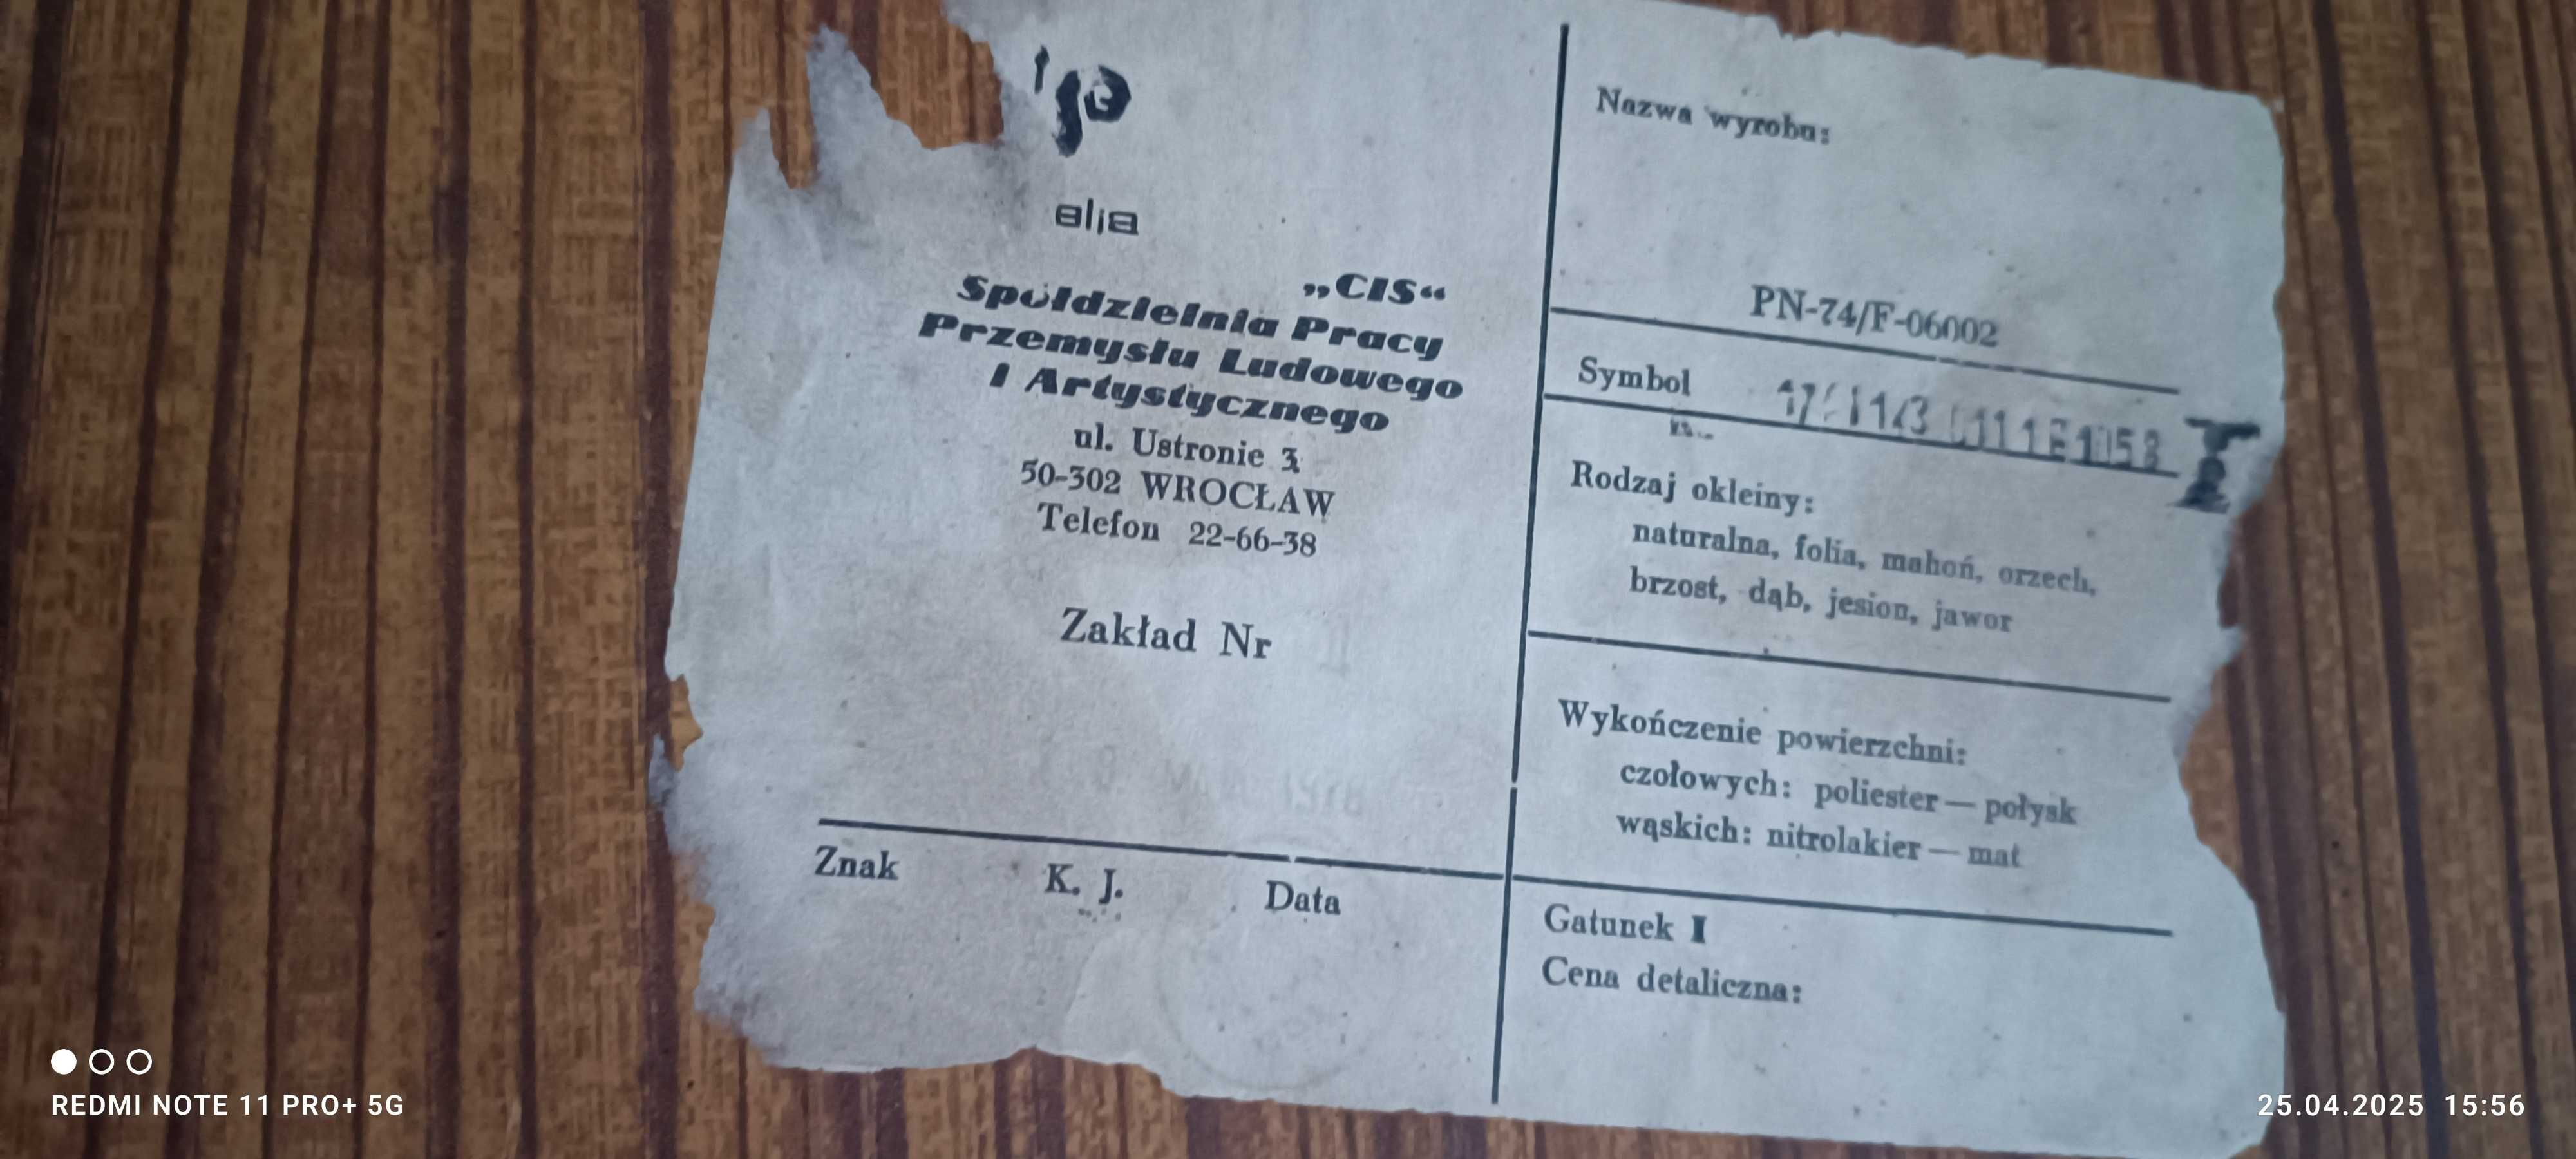 alia
„CIS“
Spółdzielnia Pracy
Przemysłu Ludowego
i Artystycznego
ul. Ustronie 3
50-302 WROCŁAW
Telefon 22-66-38
Zakład Nr II
Znak K. J. Data
Nazwa wyrobu:
PN-74/F-06002
Symbol
Rodzaj okleiny:
naturalna, folia, mahoń, orzech,
brzost, dąb, jesion, jawor
Wykończenie powierzchni:
czołowych: poliester — połysk
wąskich: nitrolakier — mat
Gatunek I
Cena detaliczna:
REDMI NOTE 11 PRO+ 5G
25.04.2025 15:56